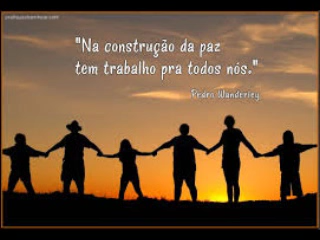 "Na construção da paz
tem trabalho pra todos nós."
Pedro Wanderley